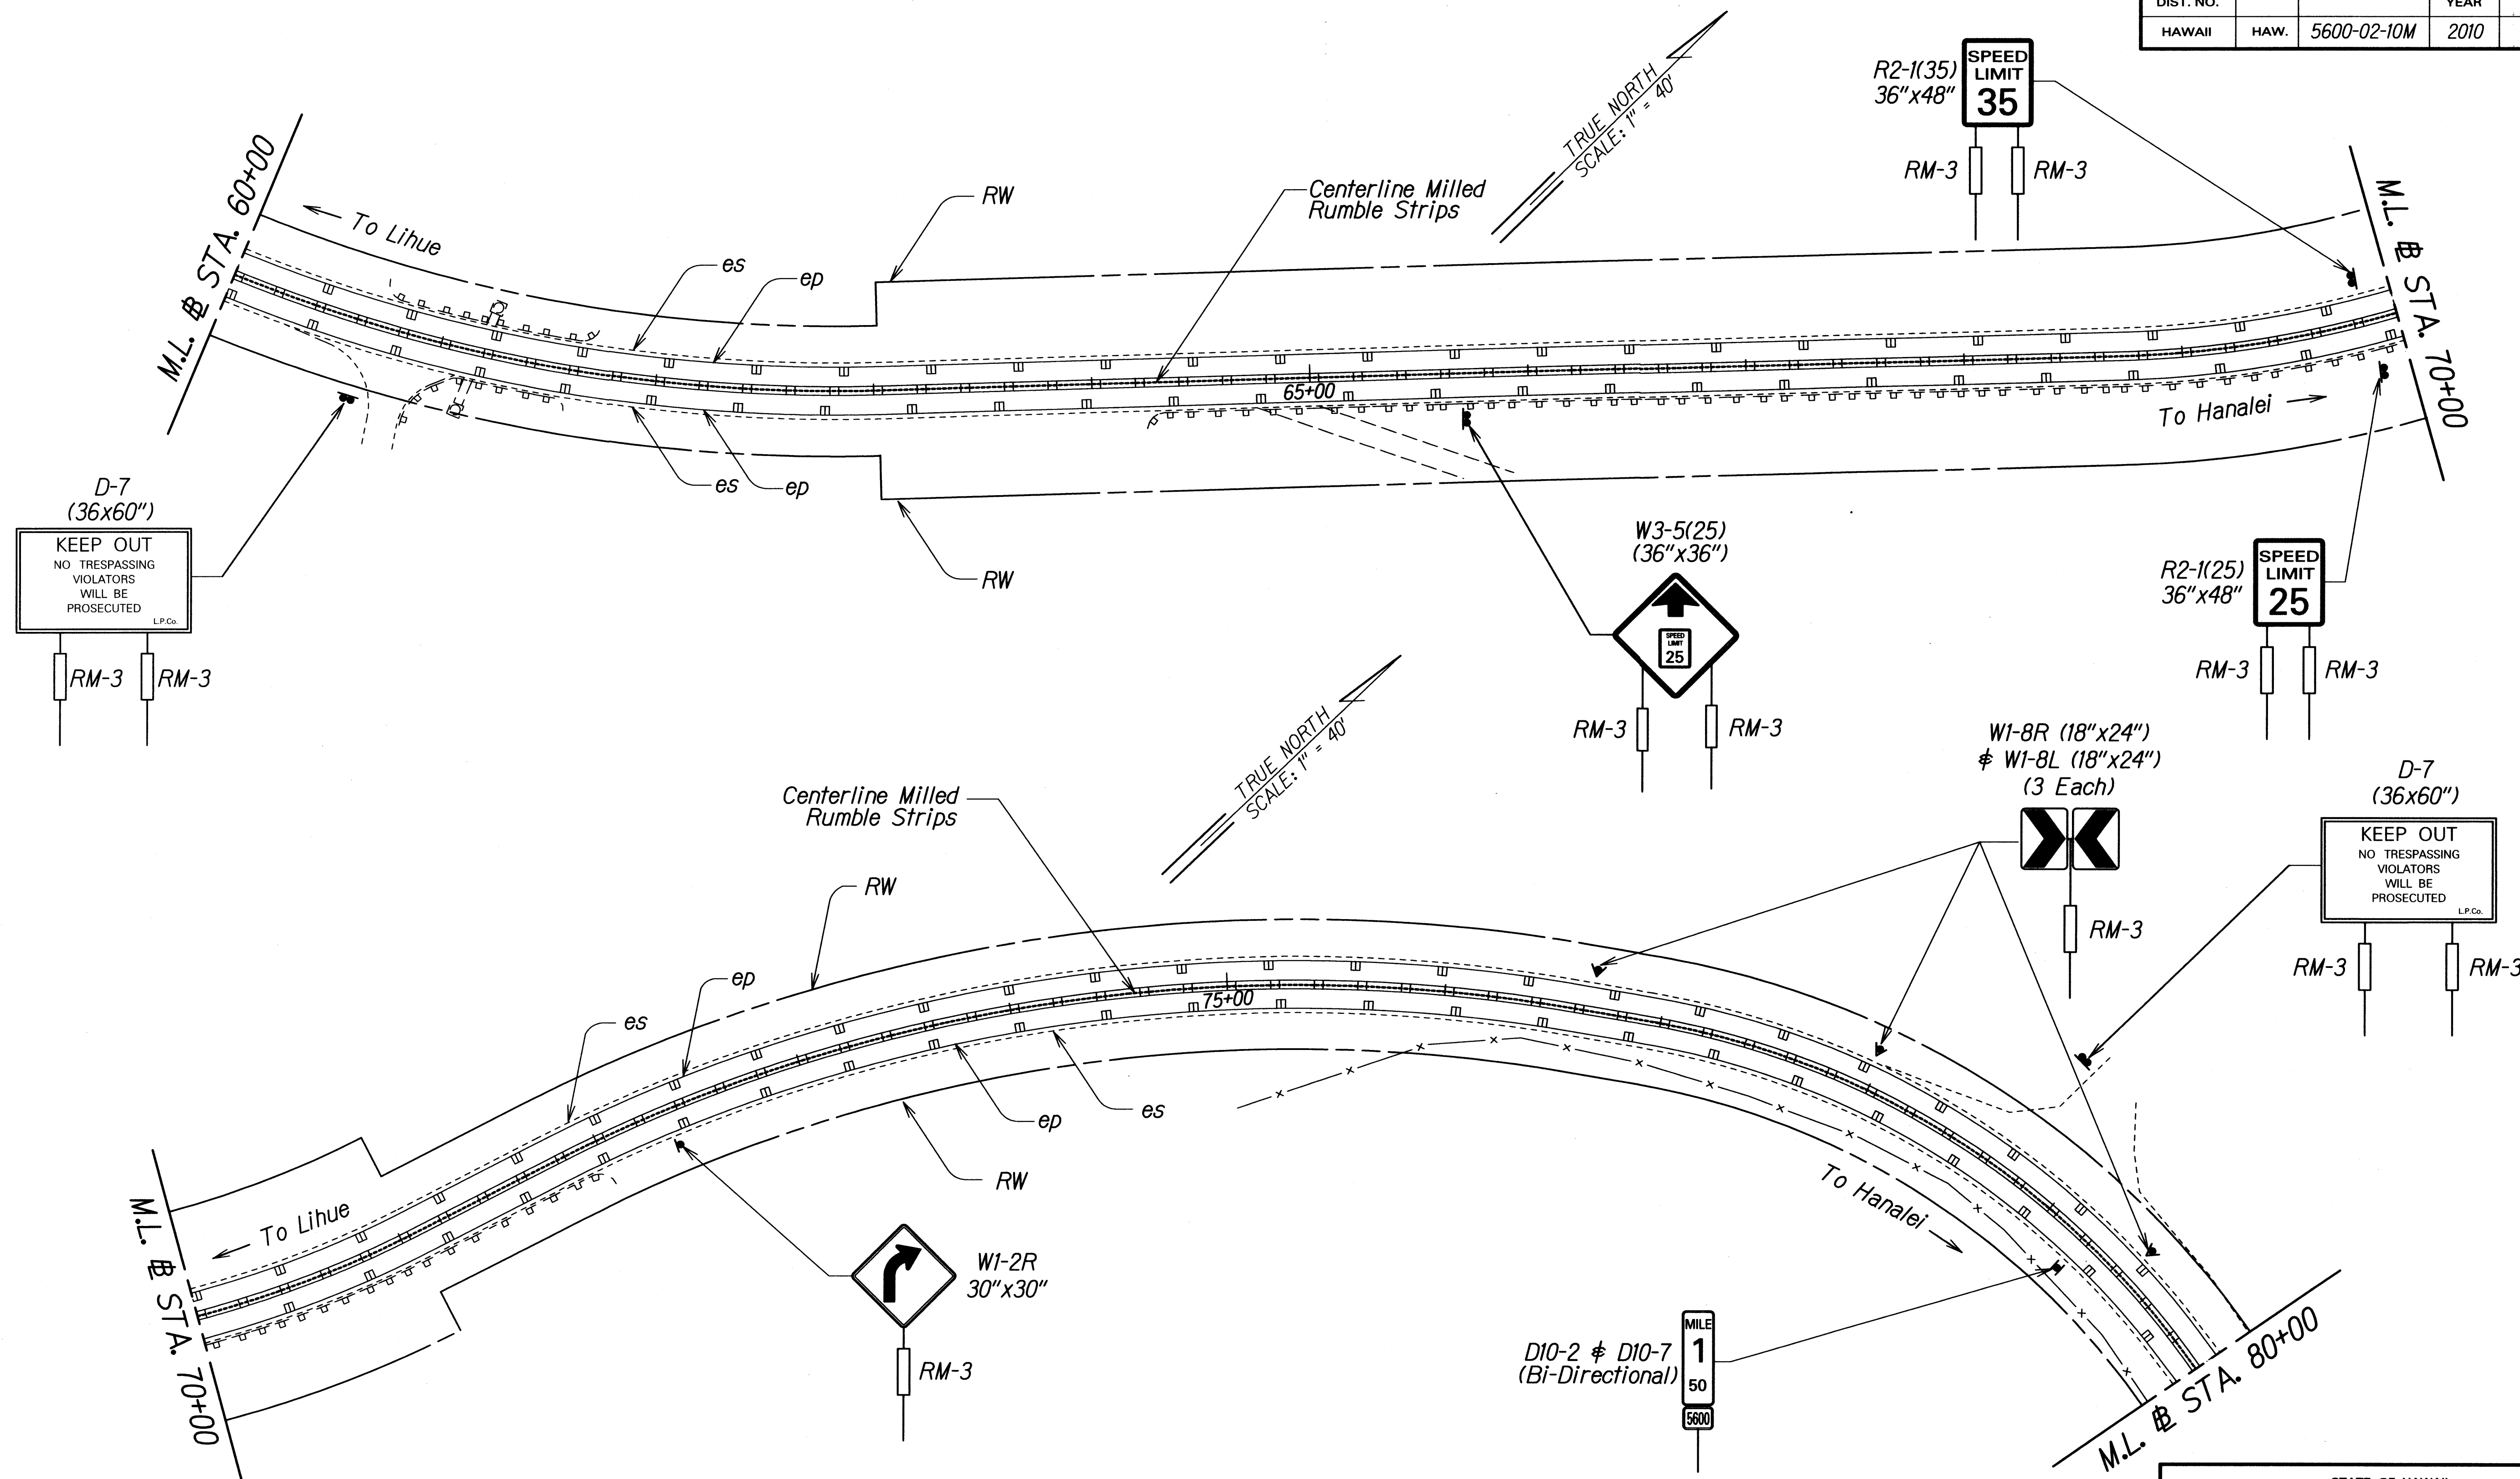 DIST. NO.
YEAR
HAWAII HAW. 5600-02-10M 2010
TRUE NORTH
SCALE: 1" = 40'
R2-1(35)
36"x48"
SPEED
LIMIT
35
RM-3 RM-3
M.L. B STA. 60+00
To Lihue
es
ep
RW
Centerline Milled
Rumble Strips
65+00
M.L. B STA. 70+00
To Hanalei
es
ep
RW
D-7
(36x60")
KEEP OUT
NO TRESPASSING
VIOLATORS
WILL BE
PROSECUTED
L.P.Co.
RM-3 RM-3
W3-5(25)
(36"x36")
SPEED
LIMIT
25
RM-3 RM-3
R2-1(25)
36"x48"
SPEED
LIMIT
25
RM-3 RM-3
TRUE NORTH
SCALE: 1" = 40'
Centerline Milled
Rumble Strips
W1-8R (18"x24")
& W1-8L (18"x24")
(3 Each)
RM-3
D-7
(36x60")
KEEP OUT
NO TRESPASSING
VIOLATORS
WILL BE
PROSECUTED
L.P.Co.
RM-3 RM-3
RW
ep
es
75+00
ep
es
RW
M.L. B STA. 70+00
To Lihue
W1-2R
30"x30"
RM-3
To Hanalei
D10-2 & D10-7
(Bi-Directional)
MILE
1
50
5600
M.L. B STA. 80+00